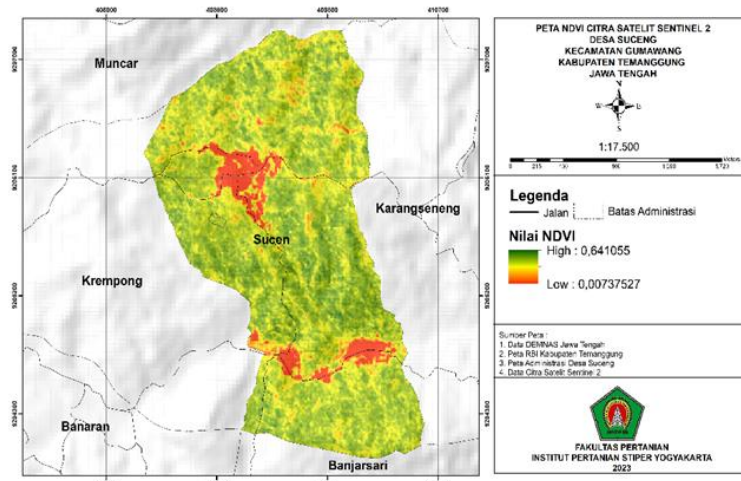 PETA NDVI CITRA SATELIT SENTINEL 2
DESA SUCENG
KECAMATAN GUMAWANG
KABUPATEN TEMANGGUNG
JAWA TENGAH
N
S
1:17.500
Legenda
Jalan
Batas Administrasi
Nilai NDVI
High : 0,641055
Low : 0,00737527
Sumber Peta :
1. Data DEMNAS Jawa Tengah
2. Peta RBI Kabupaten Temanggung
3. Peta Administrasi Desa Suceng
4. Data Citra Satelit Sentinel 2
FAKULTAS PERTANIAN
INSTITUT PERTANIAN STIPER YOGYAKARTA
2023
Muncar
Karangseneng
Sucen
Krempong
Banaran
Banjarsari